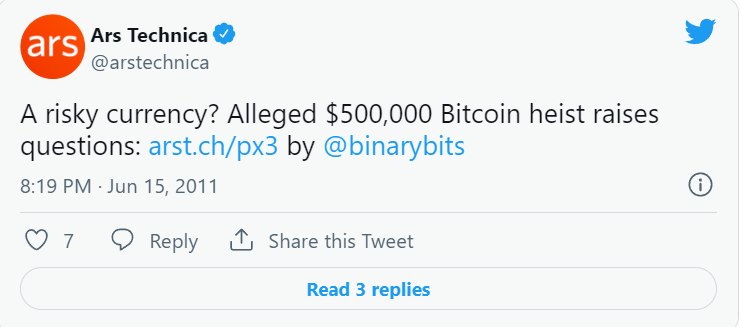 ars
Ars Technica
@arstechnica
A risky currency? Alleged $500,000 Bitcoin heist raises
questions: arst.ch/px3 by @binarybits
8:19 PM · Jun 15, 2011
7 Reply Share this Tweet
Read 3 replies